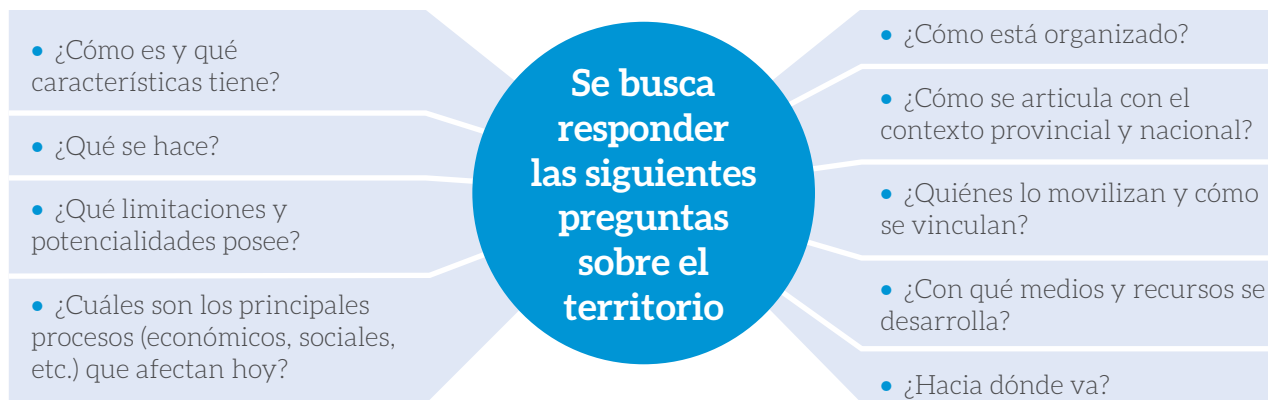 • ¿Cómo es y qué
características tiene?
• ¿Qué se hace?
• ¿Qué limitaciones y
potencialidades posee?
• ¿Cuáles son los principales
procesos (económicos, sociales,
etc.) que afectan hoy?
Se busca
responder
las siguientes
preguntas
sobre el
territorio
• ¿Cómo está organizado?
• ¿Cómo se articula con el
contexto provincial y nacional?
• ¿Quiénes lo movilizan y cómo
se vinculan?
• ¿Con qué medios y recursos se
desarrolla?
• ¿Hacia dónde va?